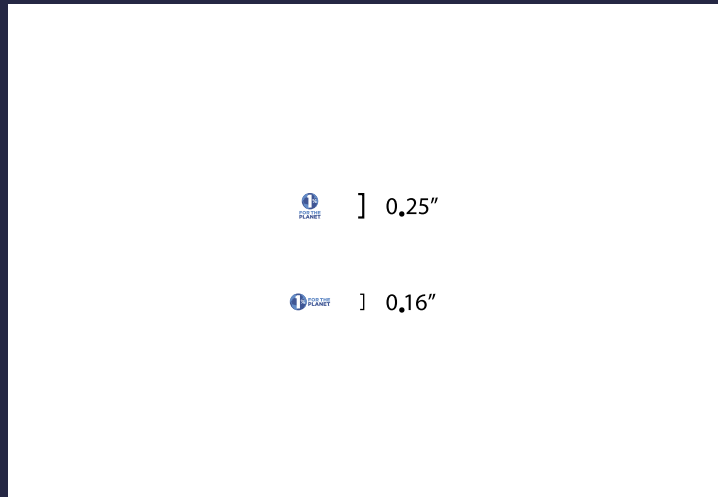 1%
FOR THE
PLANET
0.25″
1%
FOR THE
PLANET
0.16″